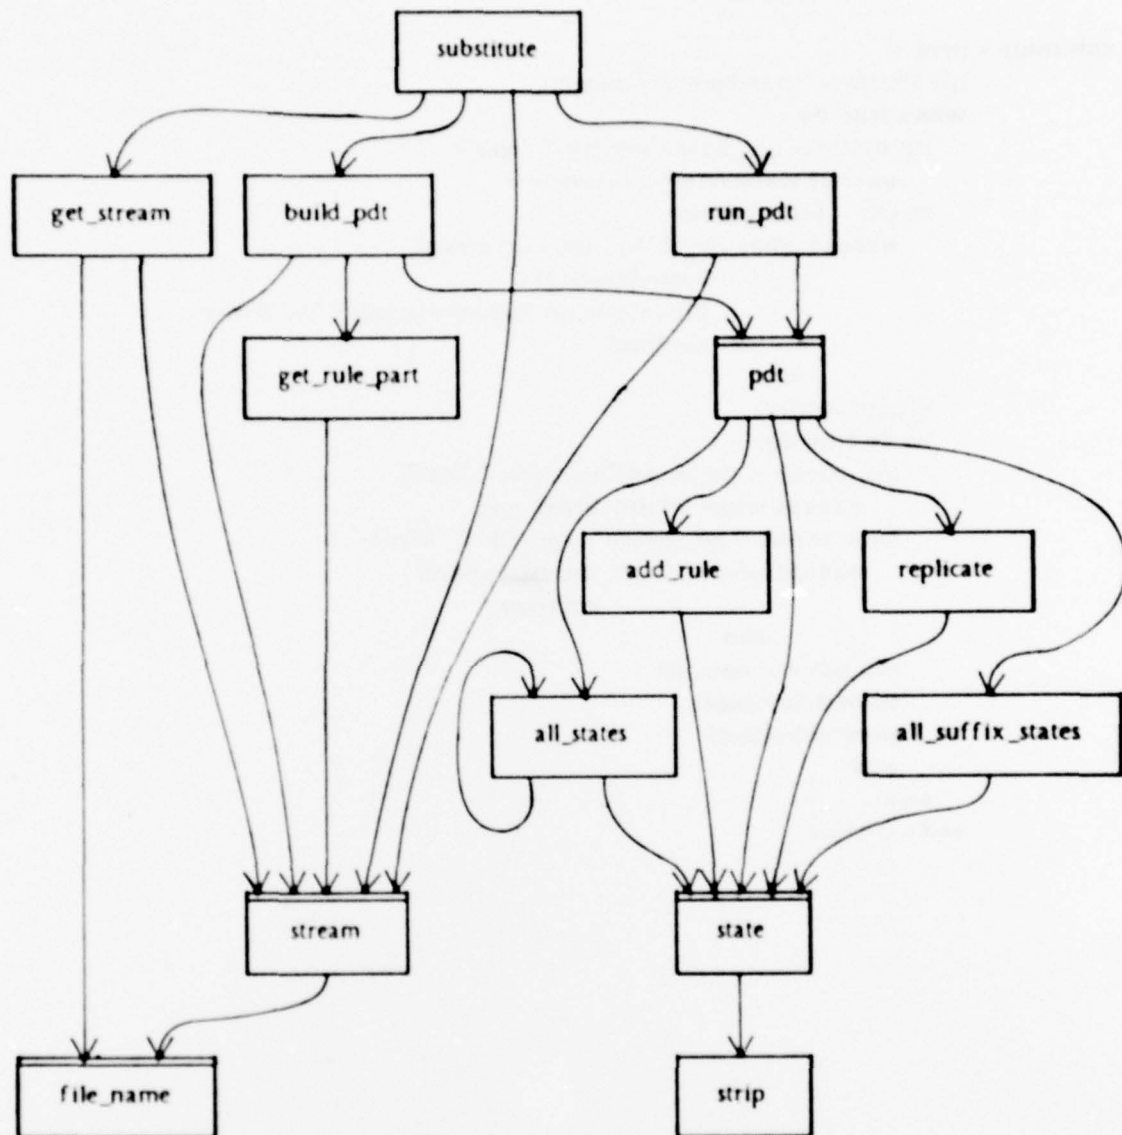 substitute
get_stream
build_pdt
run_pdt
get_rule_part
pdt
add_rule
replicate
all_states
all_suffix_states
stream
state
file_name
strip